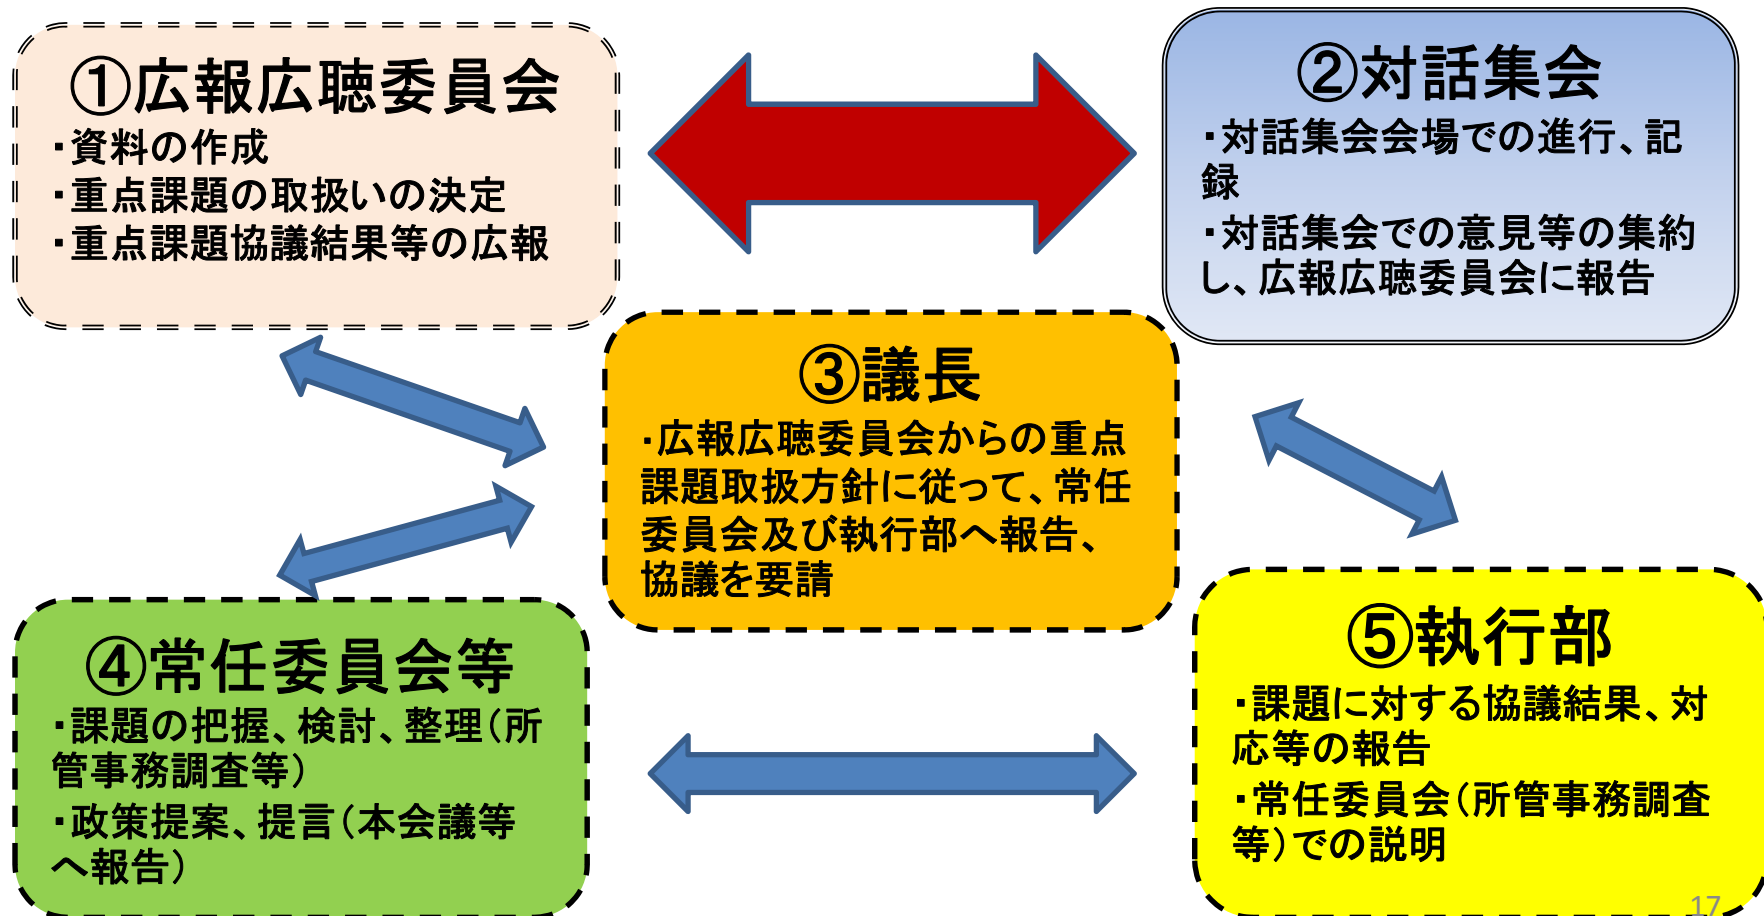 ①広報広聴委員会
・資料の作成
・重点課題の取扱いの決定
・重点課題協議結果等の広報
②対話集会
・対話集会会場での進行、記
録
・対話集会での意見等の集約
し、広報広聴委員会に報告
③議長
・広報広聴委員会からの重点
課題取扱方針に従って、常任
委員会及び執行部へ報告、
協議を要請
④常任委員会等
・課題の把握、検討、整理（所
管事務調査等）
・政策提案、提言（本会議等
へ報告）
⑤執行部
・課題に対する協議結果、対
応等の報告
・常任委員会（所管事務調査
等）での説明
17